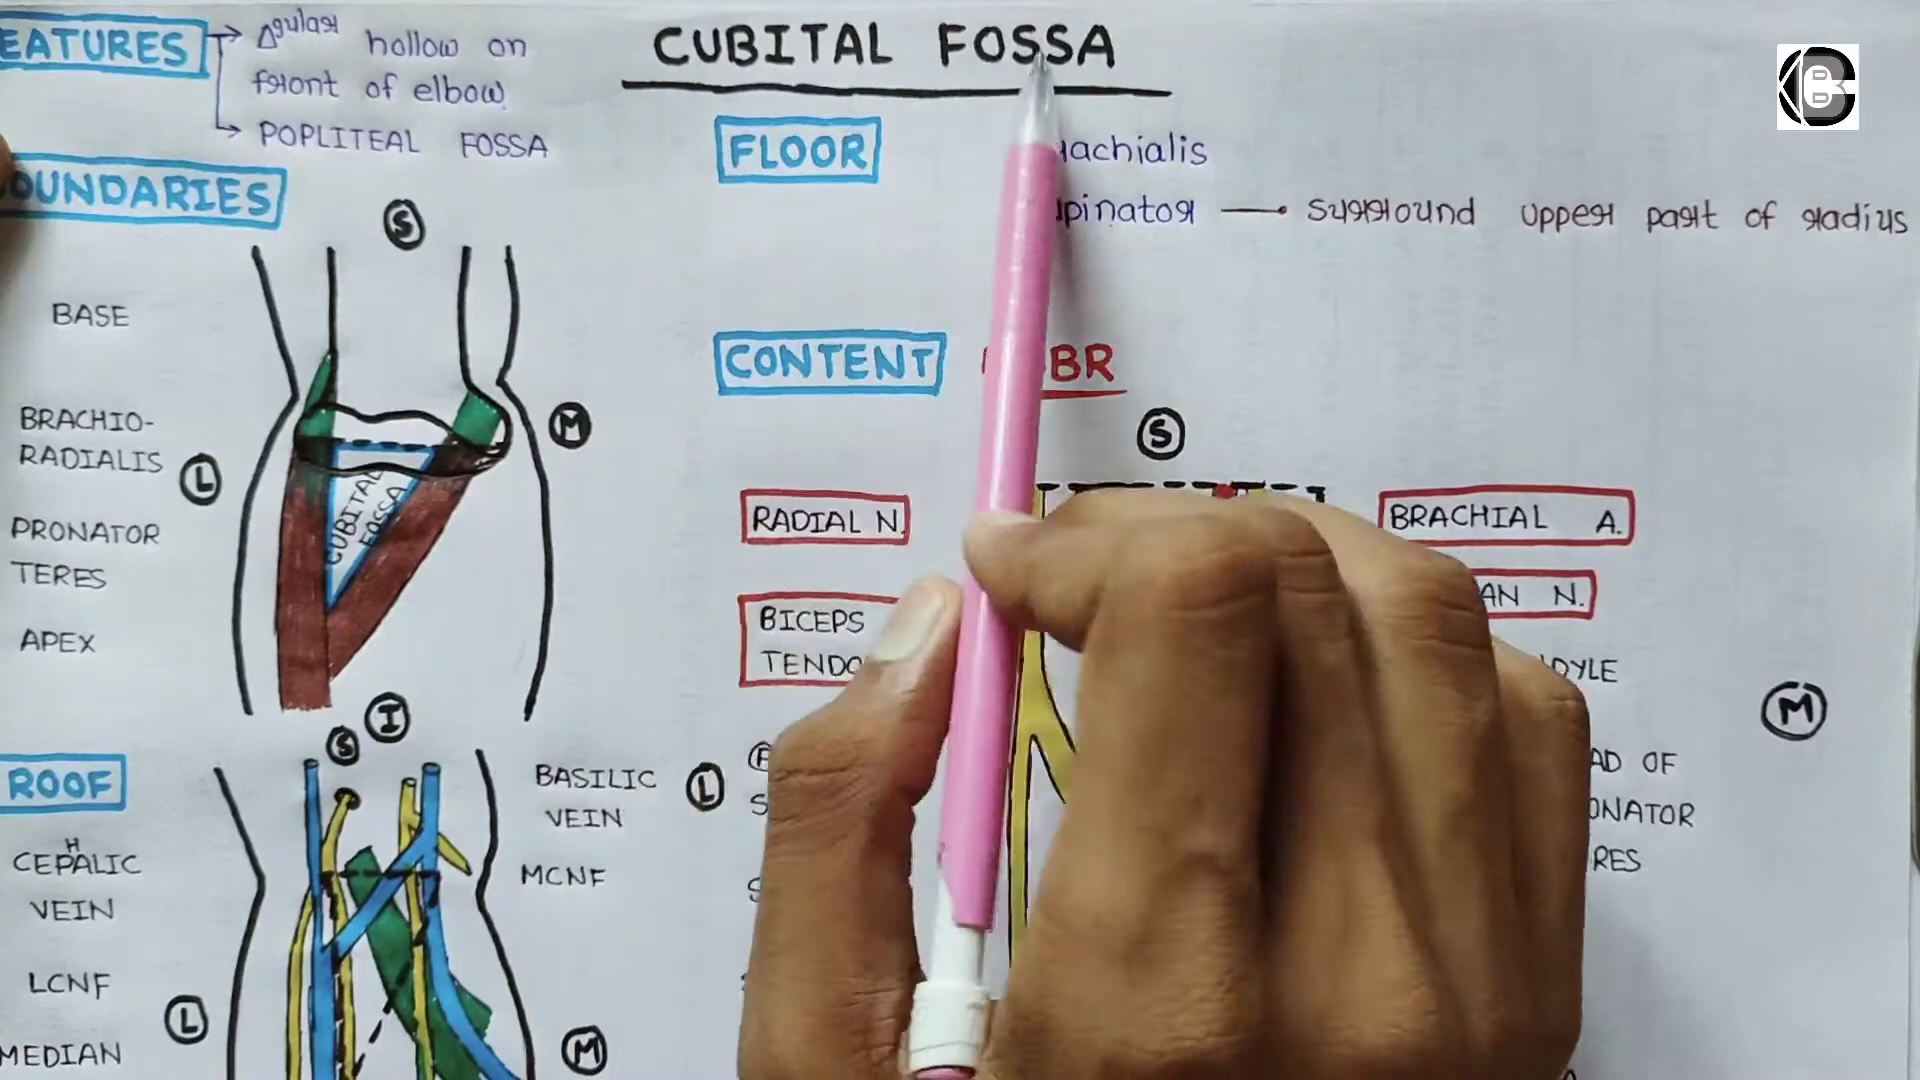 CUBITAL FOSSA
EATURES
Δgular hollow on
front of elbow
POPLITEAL FOSSA
OUNDARIES
S
BASE
BRACHIO-
RADIALIS
L
M
PRONATOR
TERES
APEX
CUBITAL
FOSSA
I
FLOOR
achialis
pinator — surround upper part of radius
CONTENT
BR
S
RADIAL N.
BRACHIAL A.
AN N.
BICEPS
TENDO
DYLE
M
L
AD OF
ONATOR
RES
ROOF
S
BASILIC
VEIN
H
CEPALIC
VEIN
MCNF
LCNF
L
MEDIAN
M